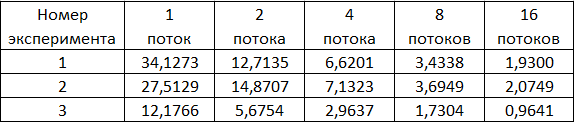 Номер эксперимента 1 поток 2 потока 4 потока 8 потоков 16 потоков
1 34,1273 12,7135 6,6201 3,4338 1,9300
2 27,5129 14,8707 7,1323 3,6949 2,0749
3 12,1766 5,6754 2,9637 1,7304 0,9641